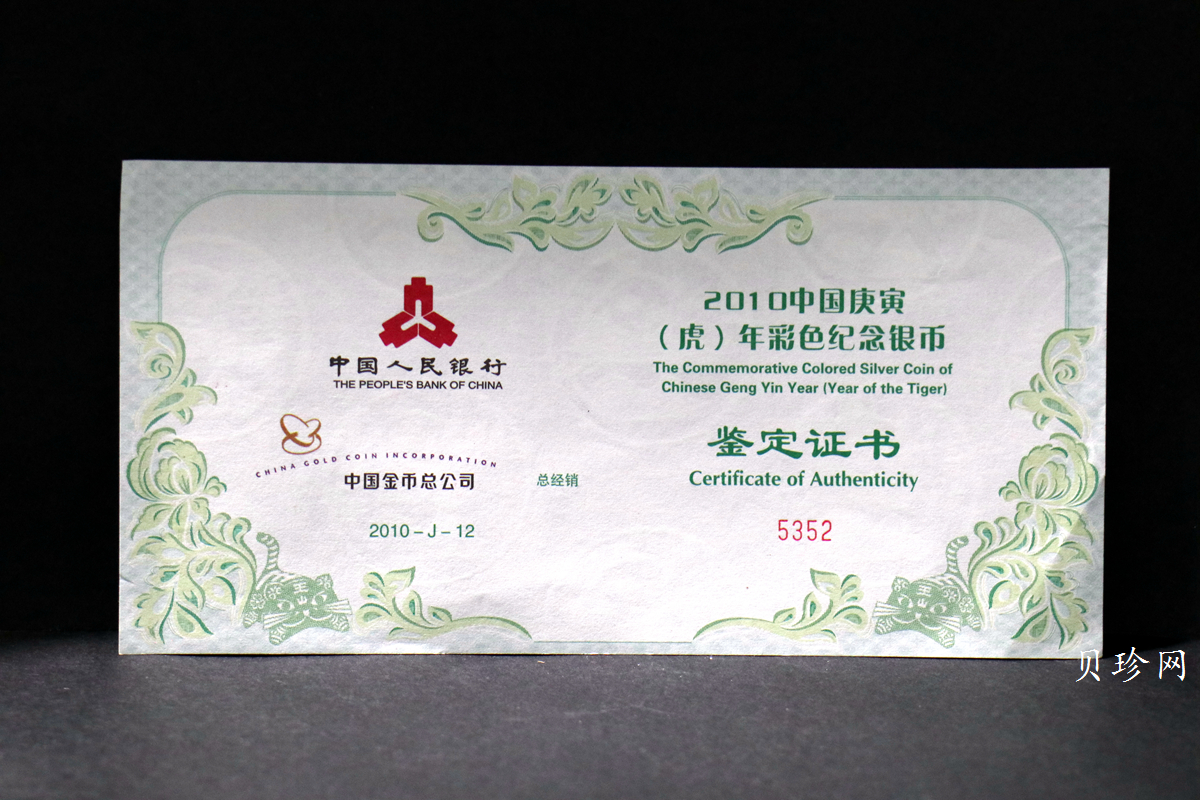 中国人民银行
THE PEOPLE'S BANK OF CHINA
CHINA GOLD COIN INCORPORATION
中国金币总公司
总经销
2010-J-12
2010中国庚寅
（虎）年彩色纪念银币
The Commemorative Colored Silver Coin of
Chinese Geng Yin Year (Year of the Tiger)
鉴定证书
Certificate of Authenticity
5352
王
王
贝珍网